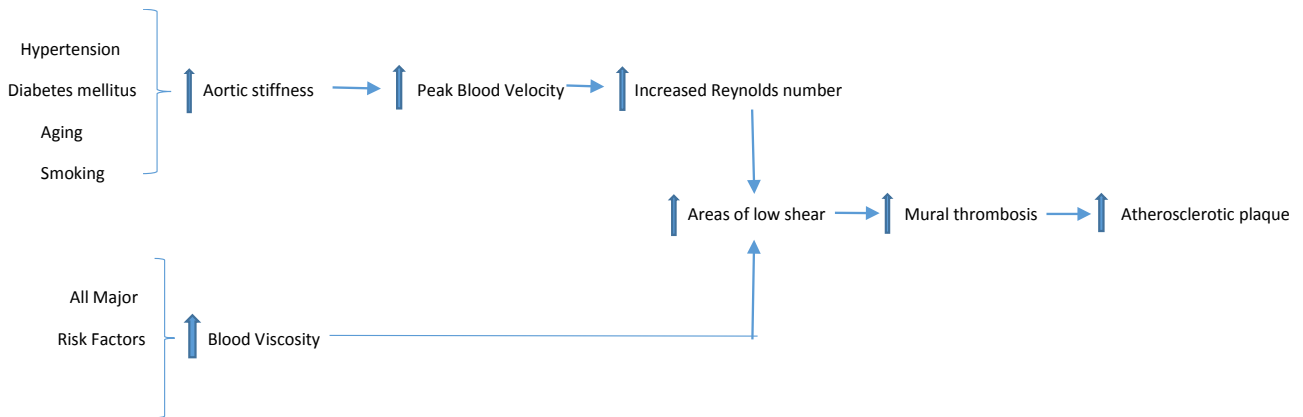 Hypertension
Diabetes mellitus
Aging
Smoking
Aortic stiffness
Peak Blood Velocity
Increased Reynolds number
Areas of low shear
Mural thrombosis
Atherosclerotic plaque
All Major
Risk Factors
Blood Viscosity